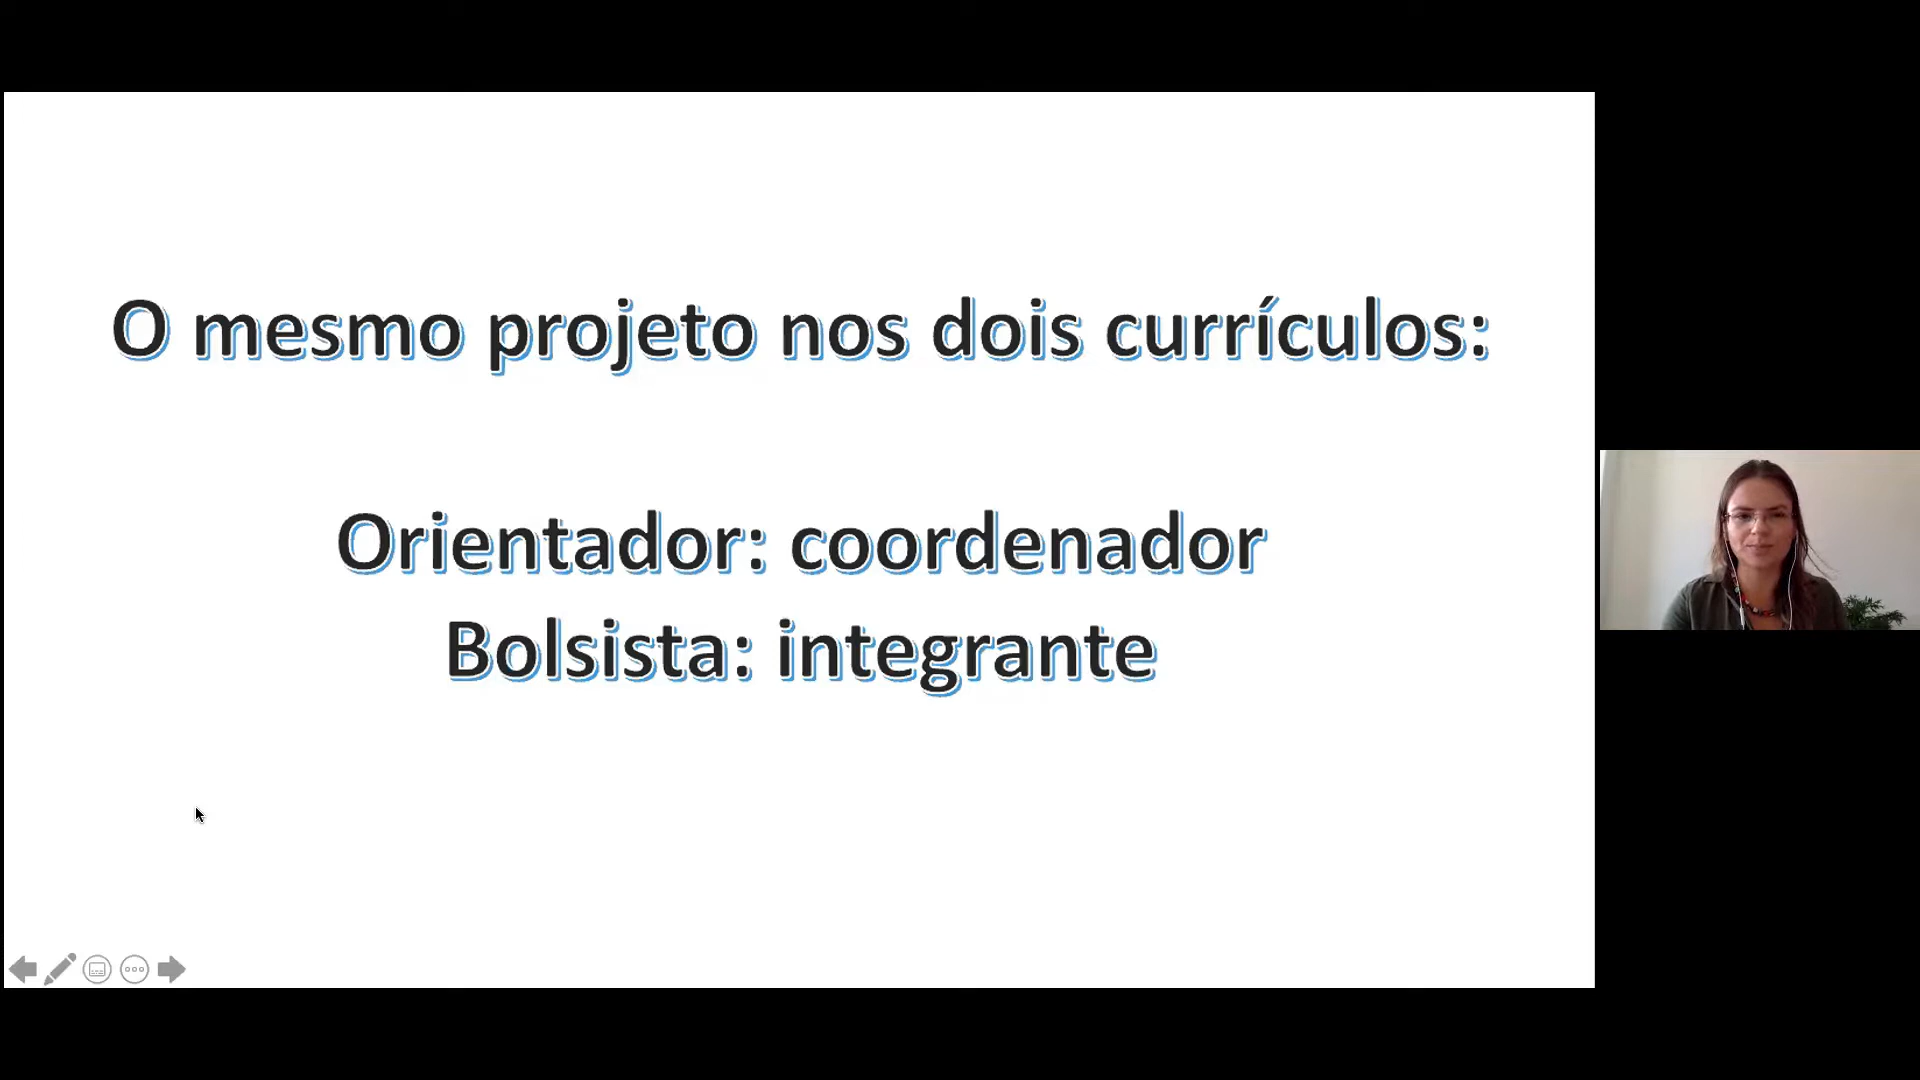 O mesmo projeto nos dois currículos:
Orientador: coordenador
Bolsista: integrante